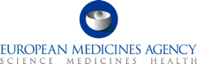 EUROPEAN MEDICINES AGENCY
SCIENCE MEDICINES HEALTH